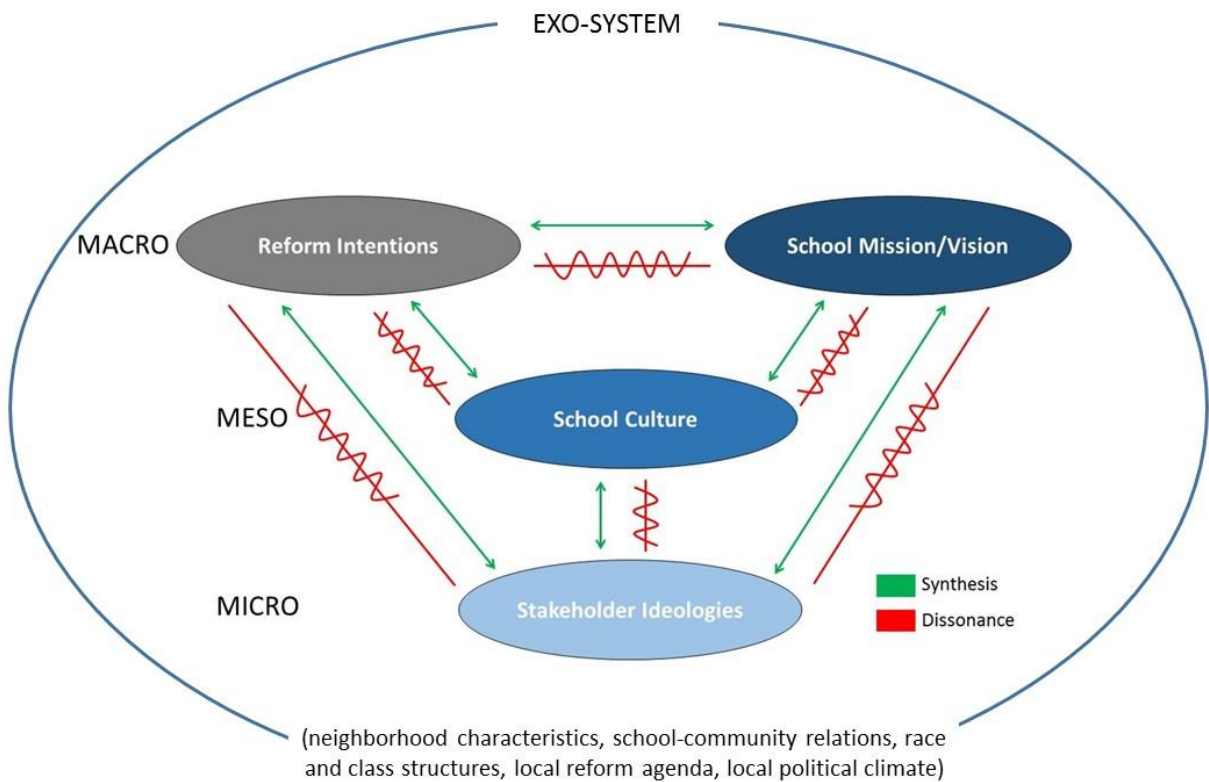 EXO-SYSTEM
MACRO
Reform Intentions
School Mission/Vision
MESO
School Culture
MICRO
Stakeholder Ideologies
Synthesis
Dissonance
(neighborhood characteristics, school-community relations, race
and class structures, local reform agenda, local political climate)